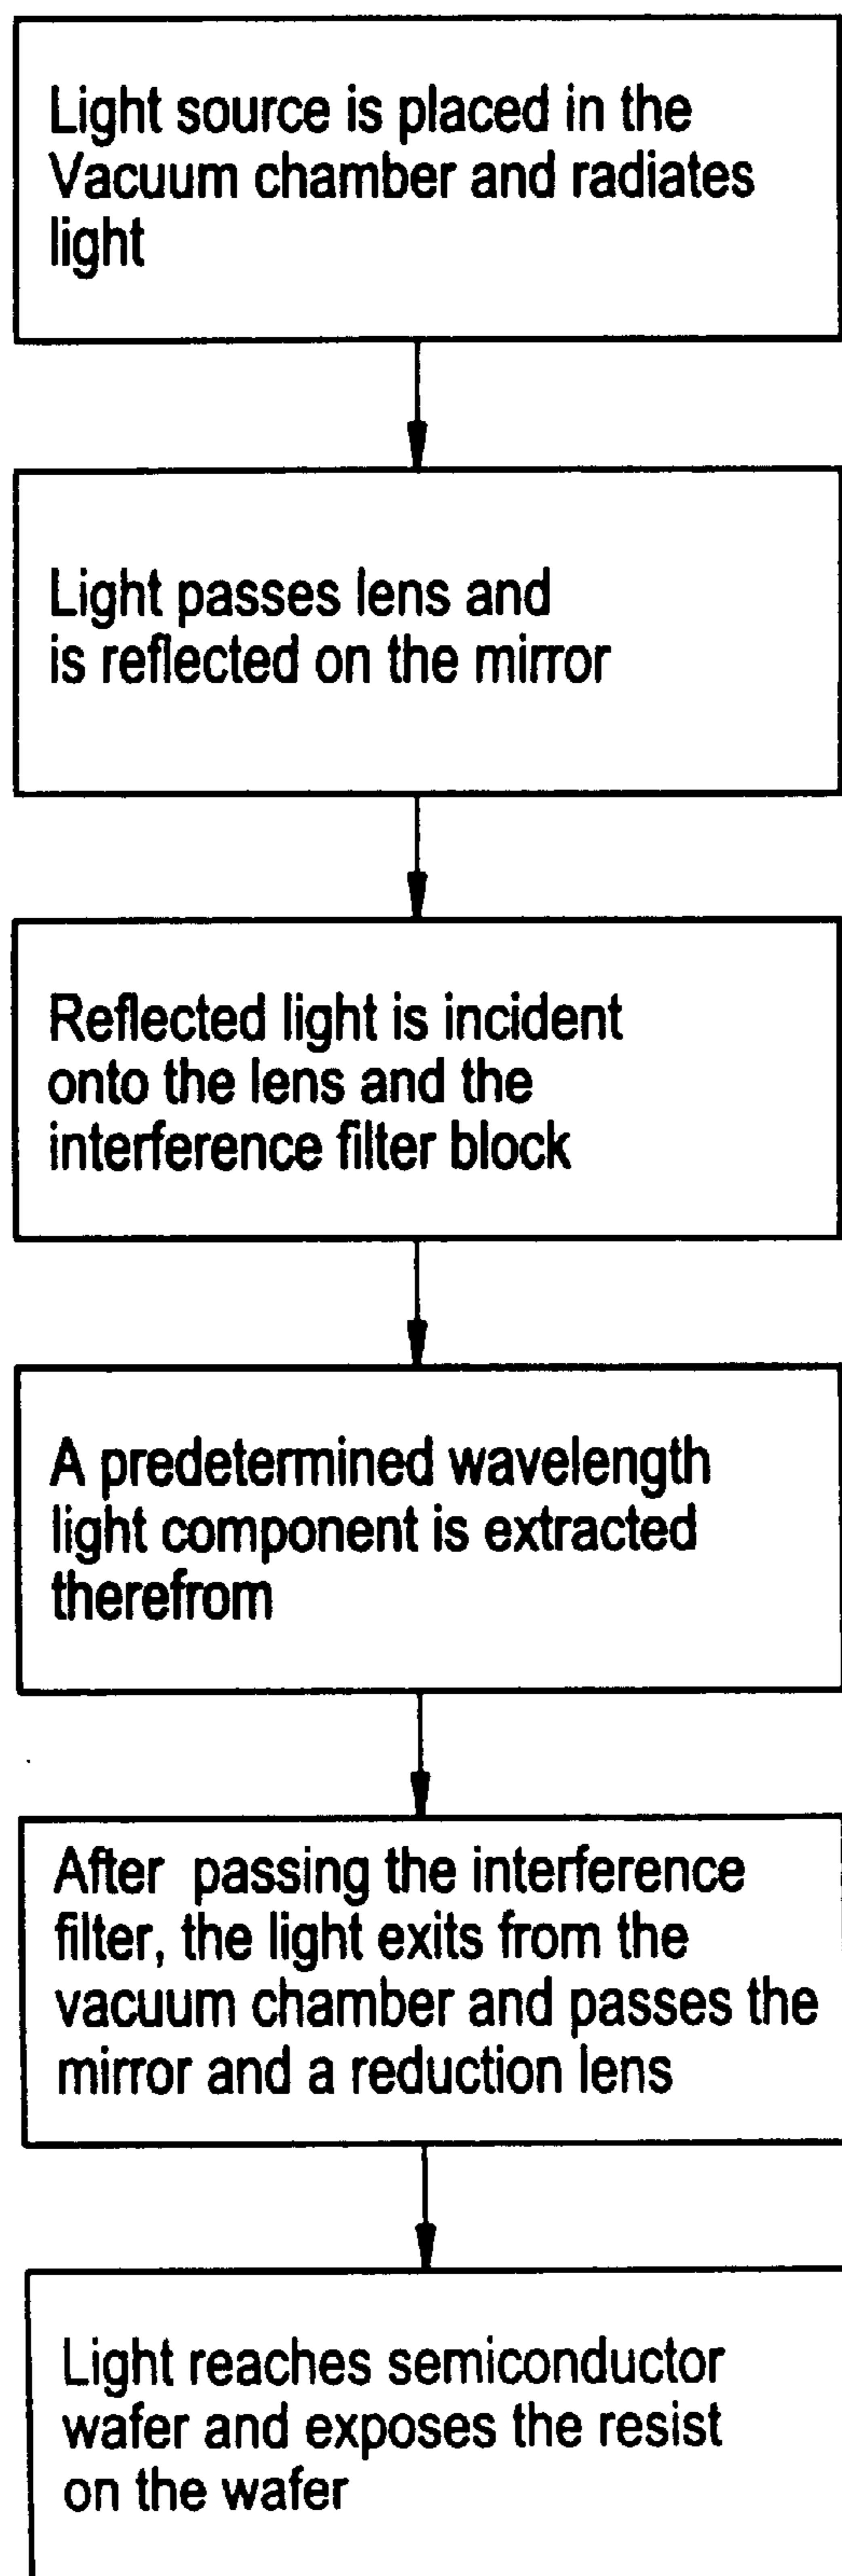 Light source is placed in the
Vacuum chamber and radiates
light
Light passes lens and
is reflected on the mirror
Reflected light is incident
onto the lens and the
interference filter block
A predetermined wavelength
light component is extracted
therefrom
After passing the interference
filter, the light exits from the
vacuum chamber and passes the
mirror and a reduction lens
Light reaches semiconductor
wafer and exposes the resist
on the wafer